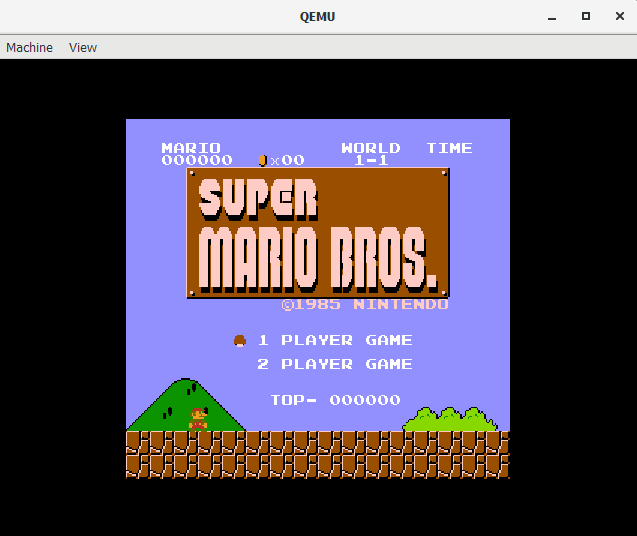 QEMU
Machine View
MARIO WORLD TIME
000000 x00 1-1
SUPER
MARIO BROS.
©1985 NINTENDO
1 PLAYER GAME
2 PLAYER GAME
TOP- 000000